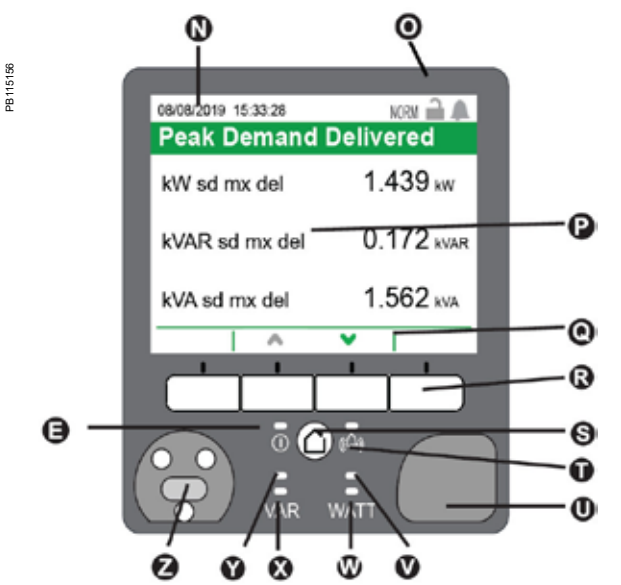 PB115156
N
O
08/08/2019 15:33:28 NORM
Peak Demand Delivered
kW sd mx del 1.439 kW
P
kVAR sd mx del 0.172 kVAR
kVA sd mx del 1.562 kVA
Q
R
E
S
T
U
VAR WATT
Z Y X W V